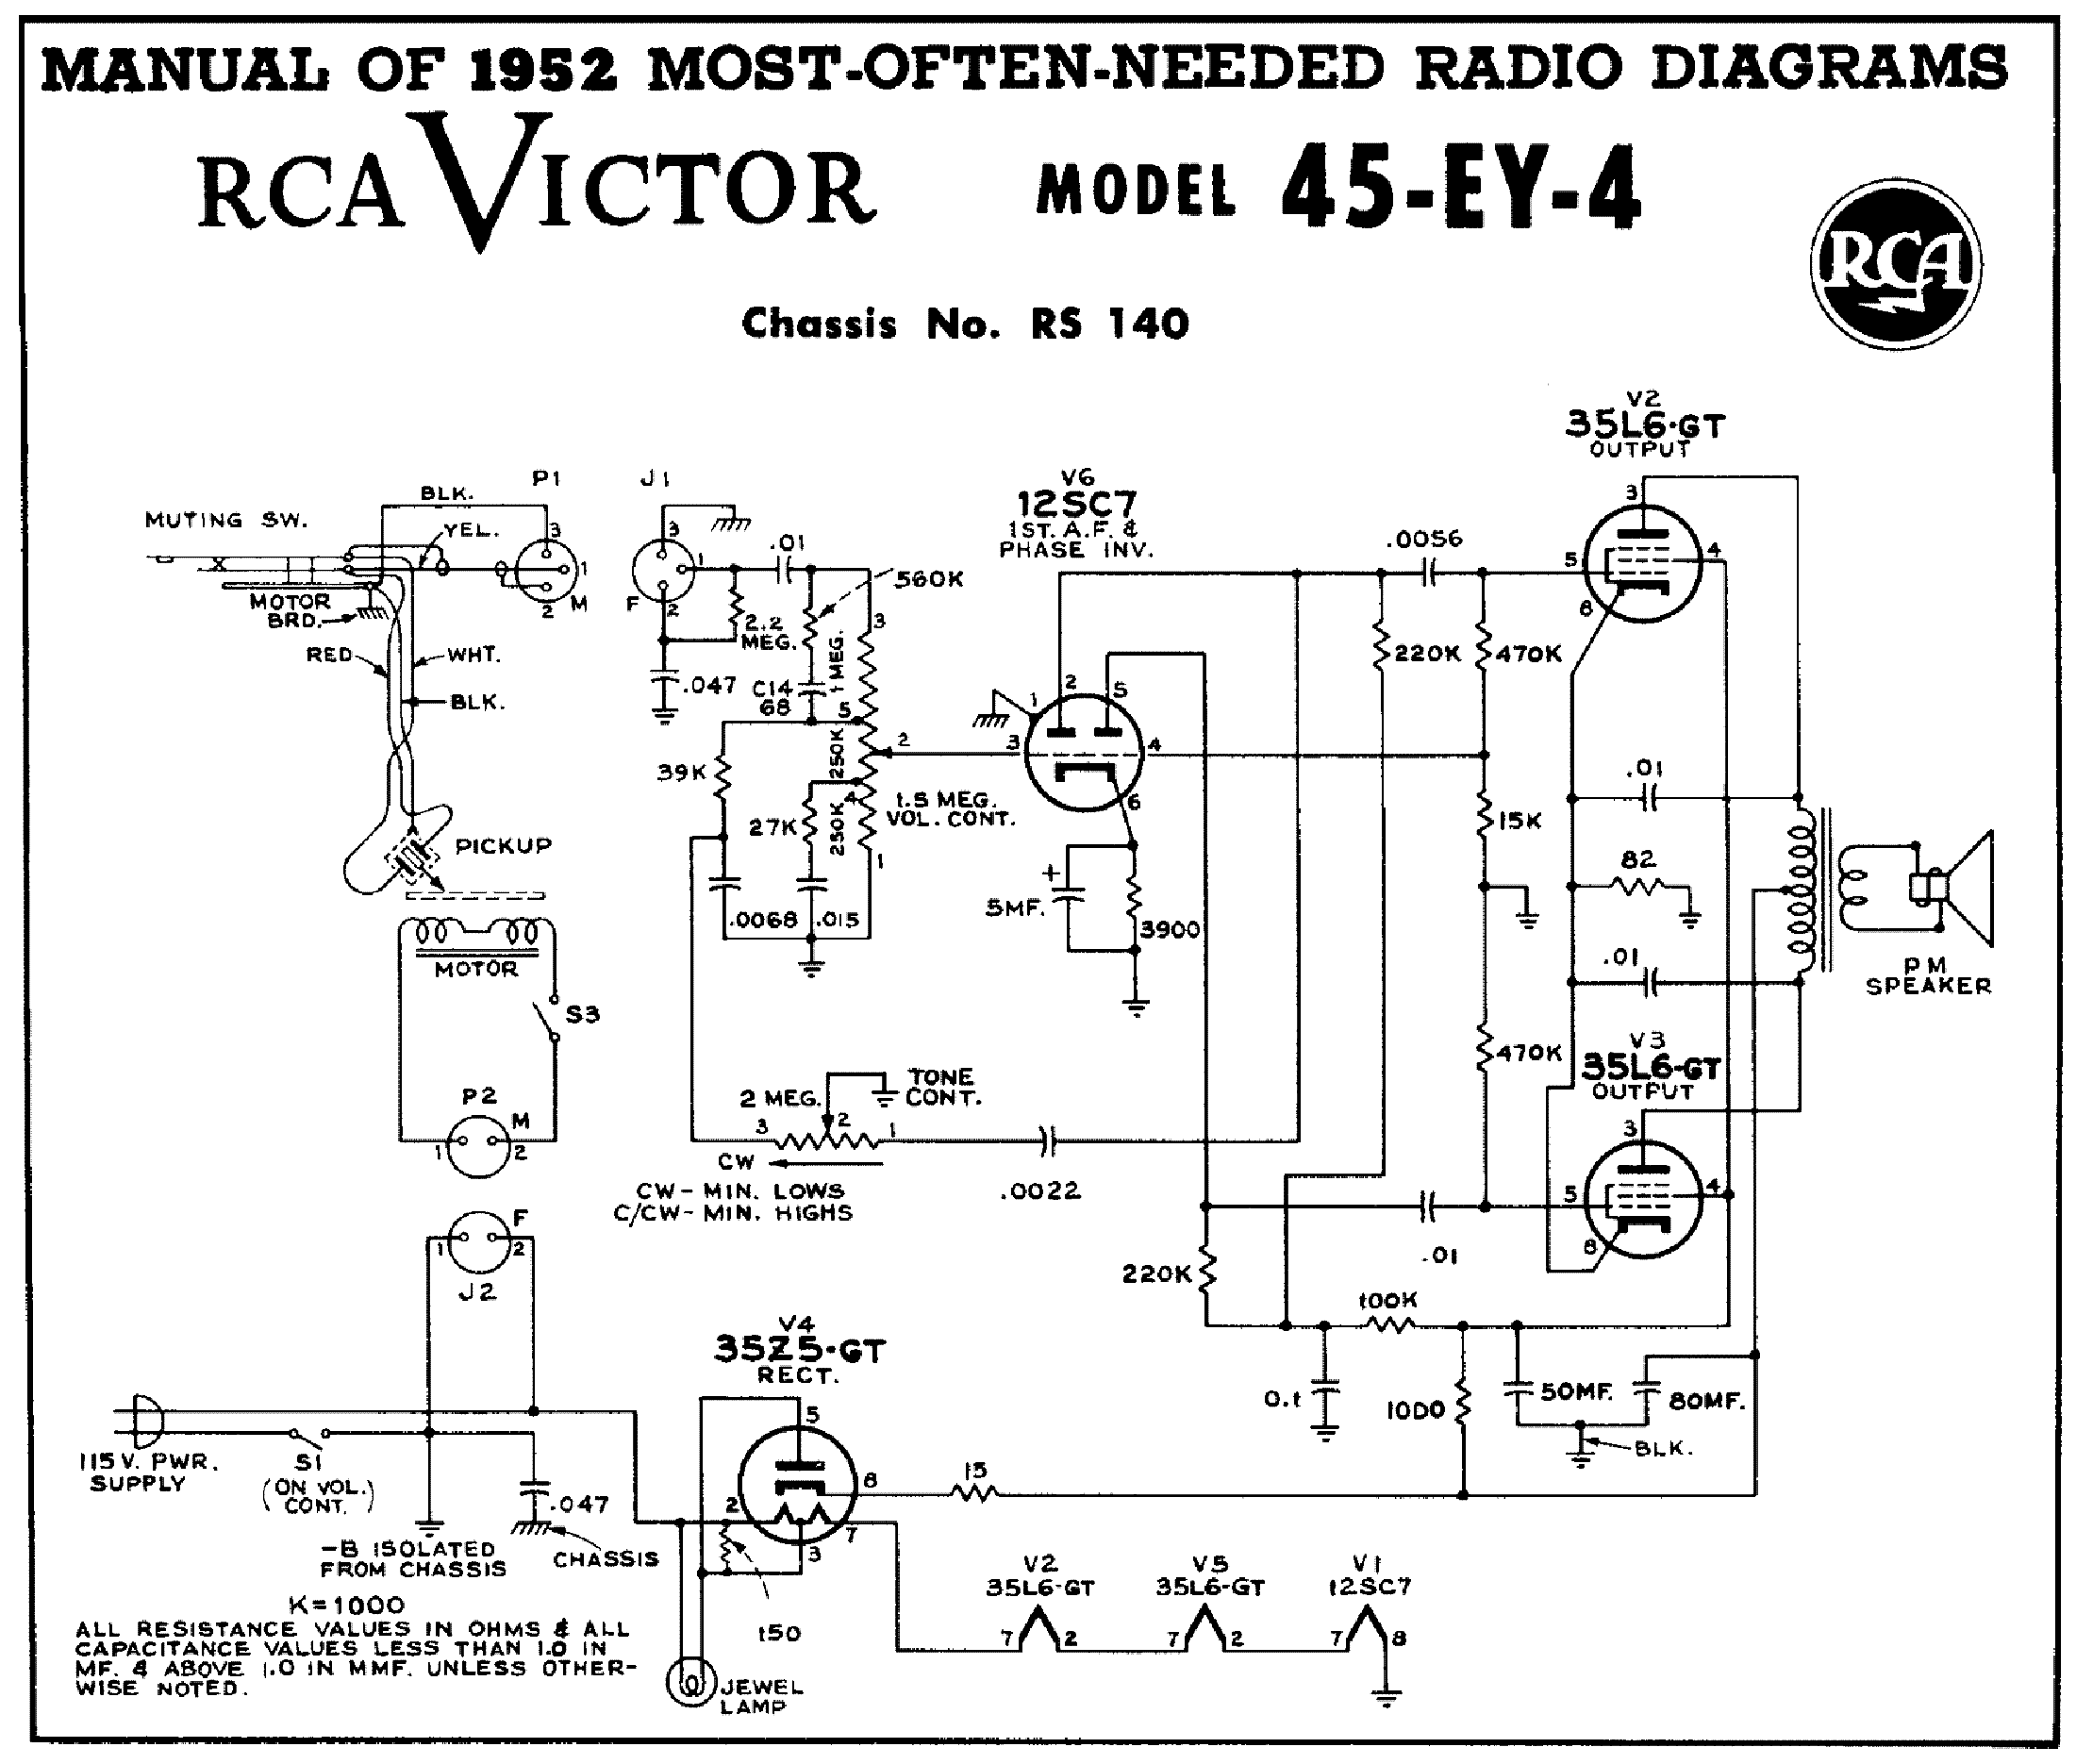 MANUAL OF 1952 MOST-OFTEN-NEEDED RADIO DIAGRAMS
RCA VICTOR MODEL 45-EY-4
RCA
Chassis No. RS 140
V2
35L6-GT
OUTPUT
P1
J1
V6
12SC7
1ST. A.F. &
PHASE INV.
BLK.
MUTING SW.
YEL.
3
1
2
M
3
1
F
2
.01
560K
.0056
3
5
4
8
MOTOR
BRD.
2.2
MEG.
3
1 MEG.
220K
470K
RED
WHT.
BLK.
.047
C14
68
5
250K
2
4
250K
1
39K
27K
1.5 MEG.
VOL. CONT.
1
2
5
3
4
6
.01
15K
82
PICKUP
.0068
.015
5MF.
3900
.01
PM
SPEAKER
MOTOR
S3
470K
V3
35L6-GT
OUTPUT
3
5
4
8
P2
M
1
2
2 MEG.
TONE
CONT.
3
2
1
CW
.0022
CW- MIN. LOWS
C/CW- MIN. HIGHS
.01
F
1
2
J2
220K
100K
V4
35Z5-GT
RECT.
5
8
2
7
3
0.1
1000
50MF.
80MF.
BLK.
15
115 V. PWR.
SUPPLY
S1
(ON VOL.)
(CONT.)
.047
-B ISOLATED
FROM CHASSIS
CHASSIS
150
V2
35L6-GT
V5
35L6-GT
V1
12SC7
7
2
7
2
7
8
K=1000
ALL RESISTANCE VALUES IN OHMS & ALL
CAPACITANCE VALUES LESS THAN 1.0 IN
MF. & ABOVE 1.0 IN MMF. UNLESS OTHER-
WISE NOTED.
JEWEL
LAMP